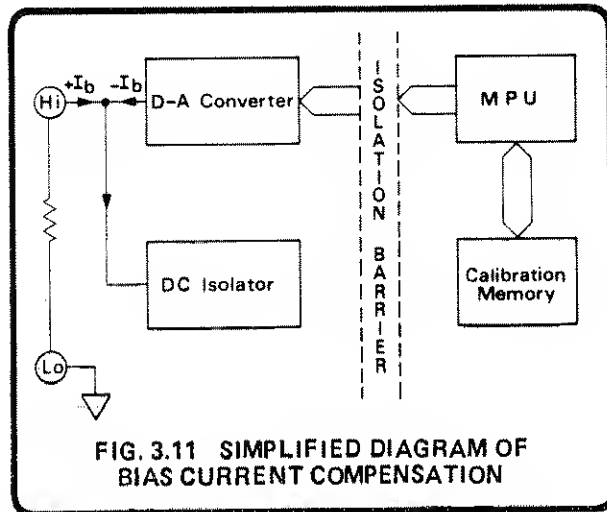 +Ib
-Ib
Hi
D-A Converter
ISOLATION BARRIER
MPU
DC Isolator
Calibration
Memory
Lo
FIG. 3.11 SIMPLIFIED DIAGRAM OF
BIAS CURRENT COMPENSATION